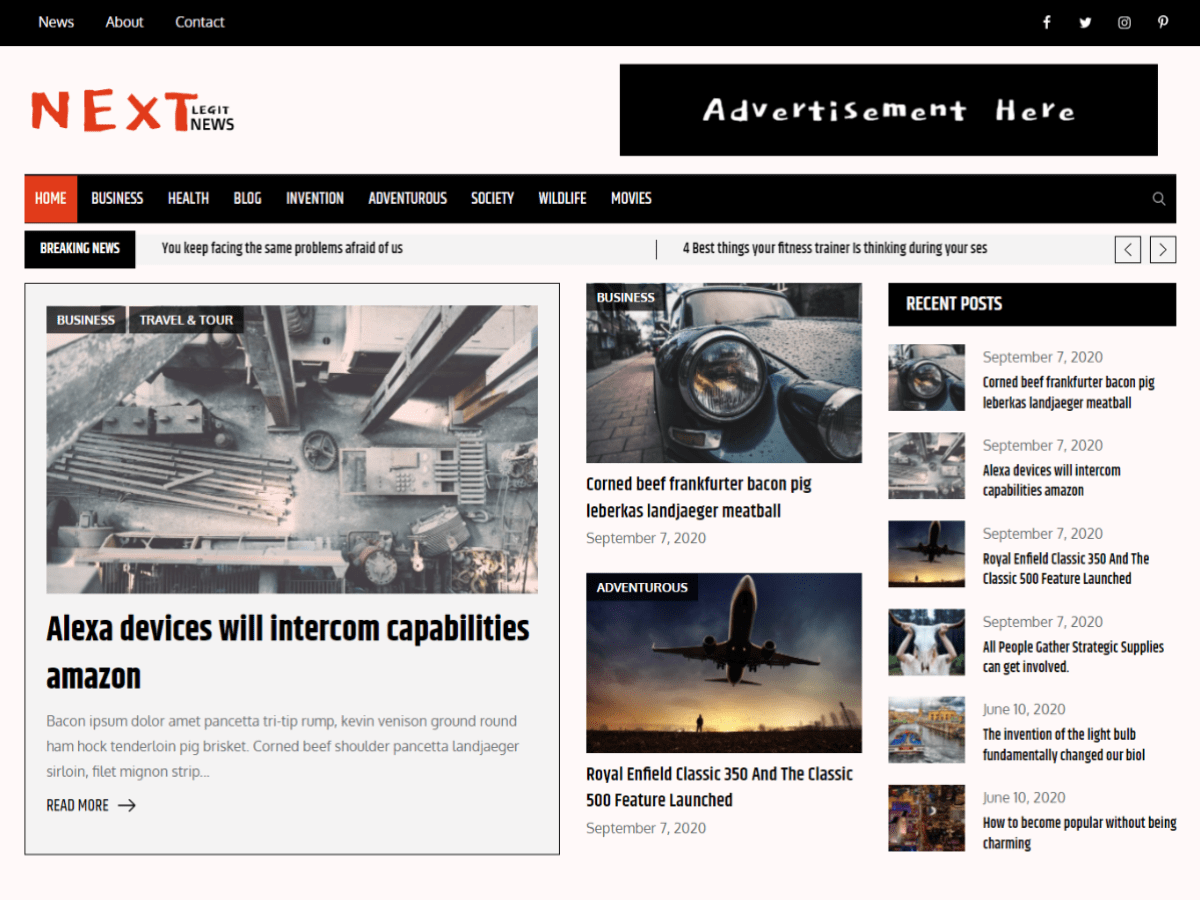 News About Contact
NEXT LEGIT NEWS
Advertisement Here
HOME BUSINESS HEALTH BLOG INVENTION ADVENTUROUS SOCIETY WILDLIFE MOVIES
BREAKING NEWS
You keep facing the same problems afraid of us
4 Best things your fitness trainer Is thinking during your ses
BUSINESS TRAVEL & TOUR
Alexa devices will intercom capabilities
amazon
Bacon ipsum dolor amet pancetta tri-tip rump, kevin venison ground round
ham hock tenderloin pig brisket. Corned beef shoulder pancetta landjaeger
sirloin, filet mignon strip...
READ MORE
BUSINESS
Corned beef frankfurter bacon pig
leberkas landjaeger meatball
September 7, 2020
ADVENTUROUS
Royal Enfield Classic 350 And The Classic
500 Feature Launched
September 7, 2020
RECENT POSTS
September 7, 2020
Corned beef frankfurter bacon pig
leberkas landjaeger meatball
September 7, 2020
Alexa devices will intercom
capabilities amazon
September 7, 2020
Royal Enfield Classic 350 And The
Classic 500 Feature Launched
September 7, 2020
All People Gather Strategic Supplies
can get involved.
June 10, 2020
The invention of the light bulb
fundamentally changed our biol
June 10, 2020
How to become popular without being
charming